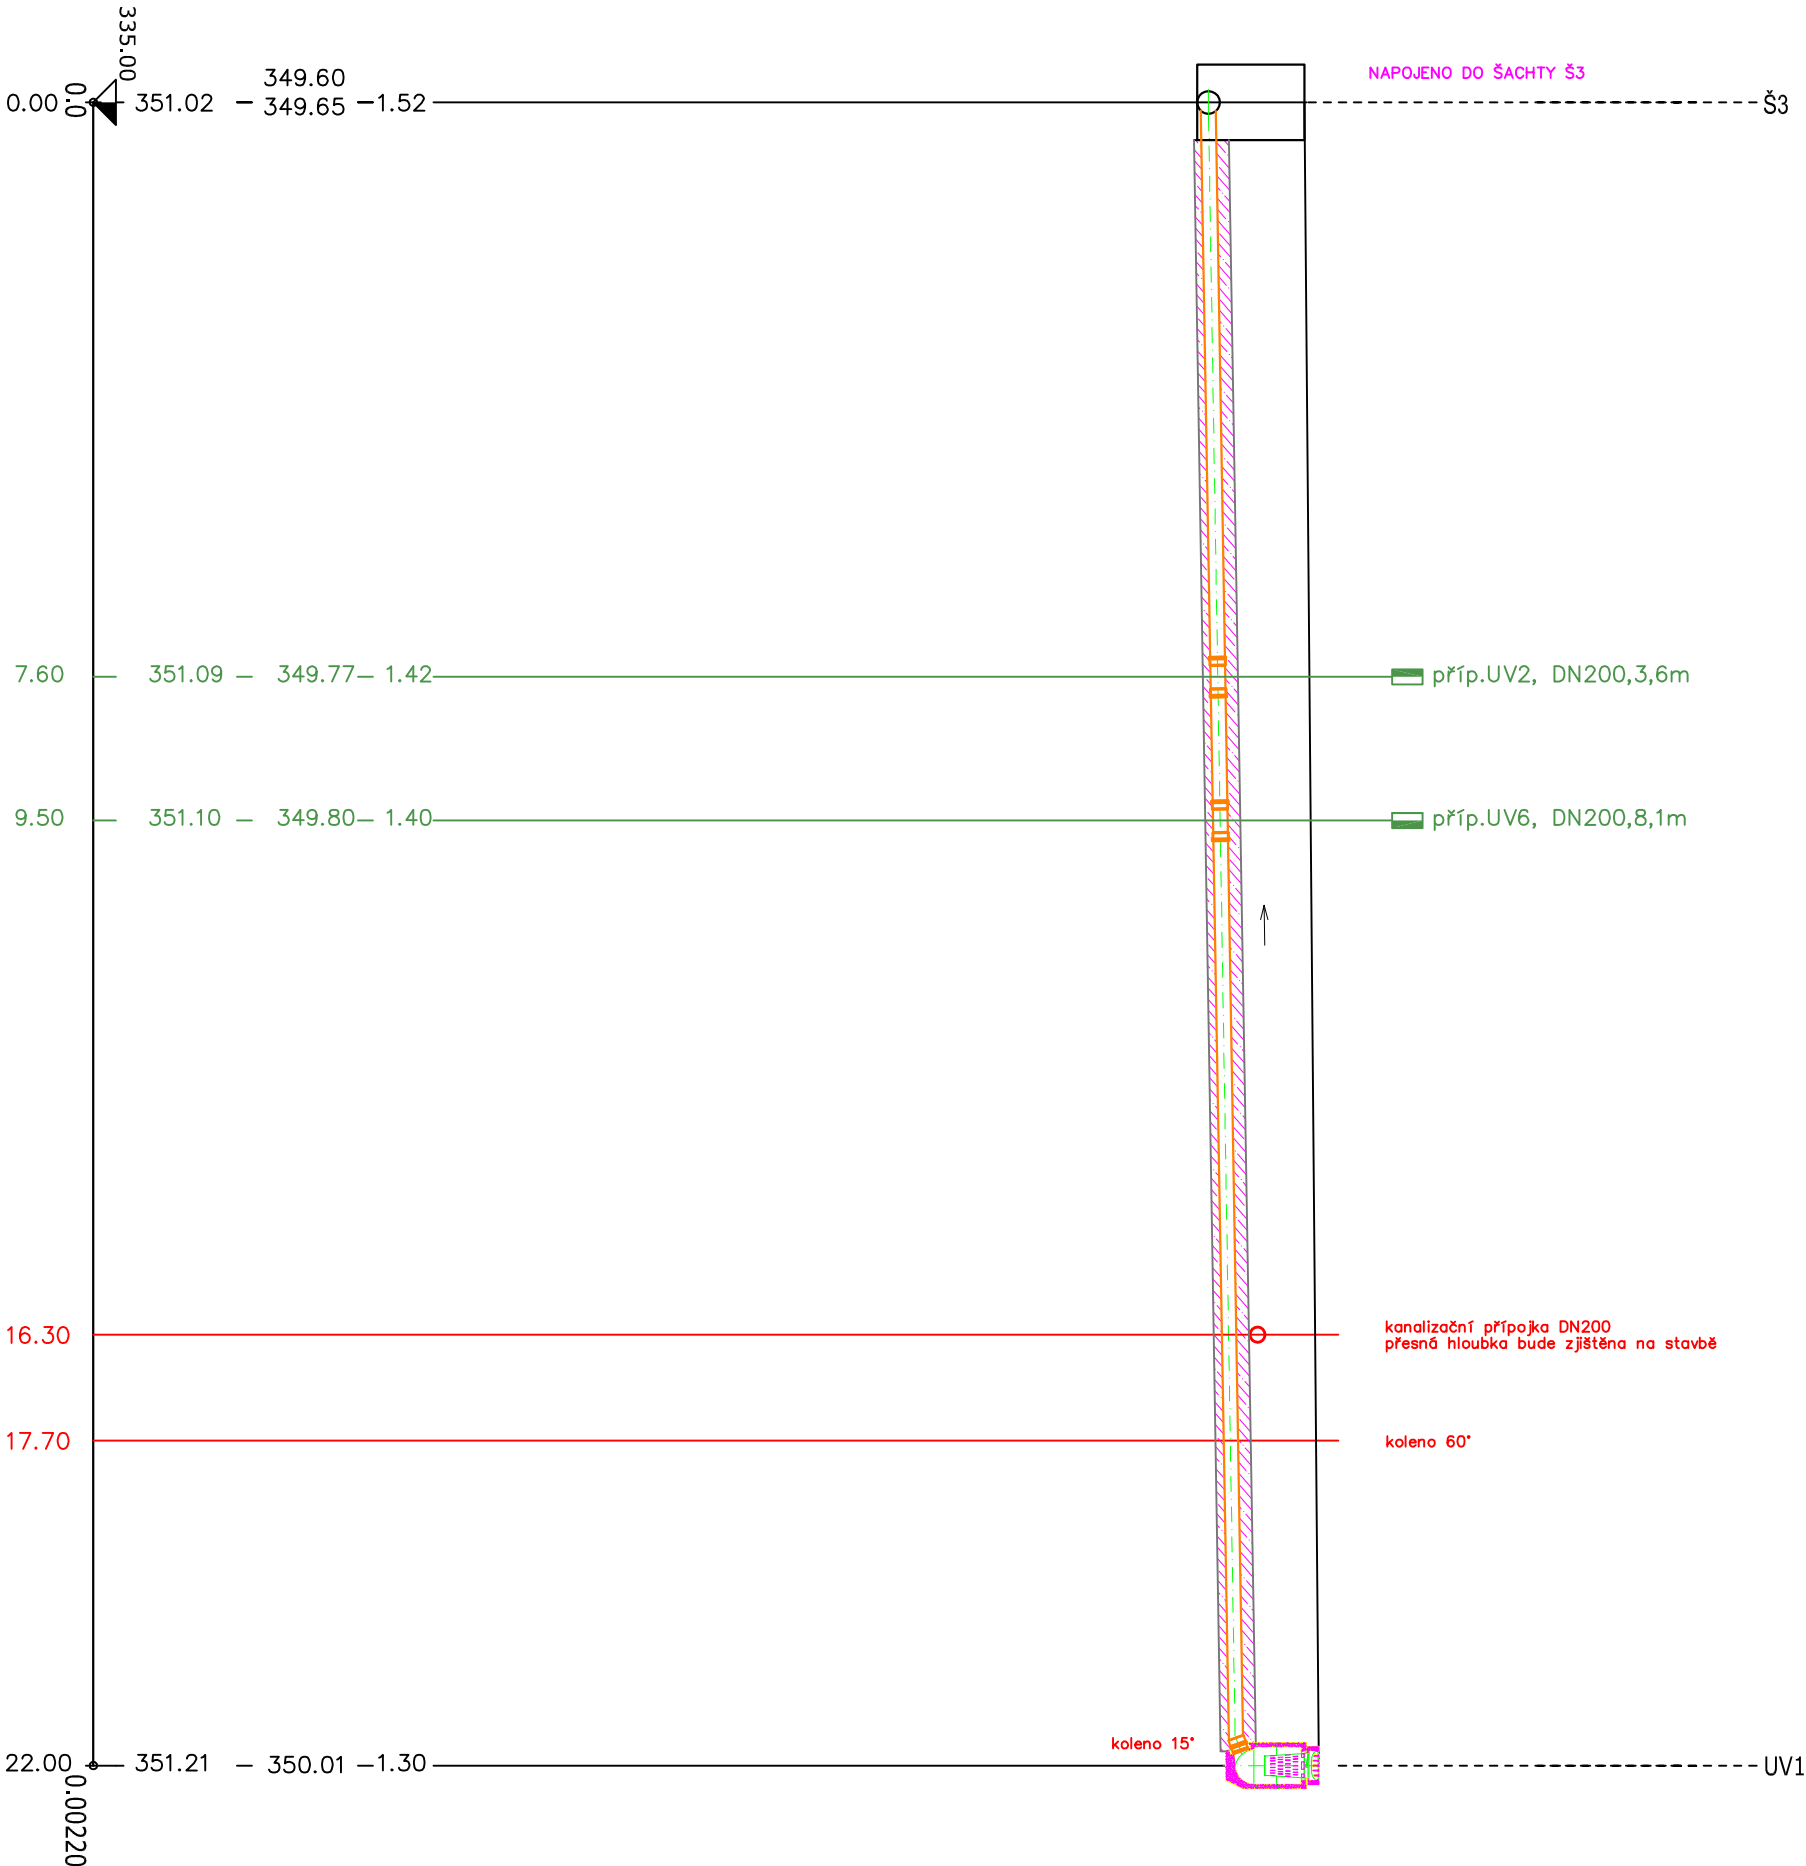 335.00
0.0
349.60
NAPOJENO DO ŠACHTY Š3
0.00 351.02 – 349.65 –1.52 Š3
7.60 351.09 – 349.77– 1.42 příp.UV2, DN200,3,6m
9.50 351.10 – 349.80– 1.40 příp.UV6, DN200,8,1m
16.30 kanalizační přípojka DN200
přesná hloubka bude zjištěna na stavbě
17.70 koleno 60°
koleno 15°
22.00 351.21 – 350.01 –1.30 UV1
0.002220